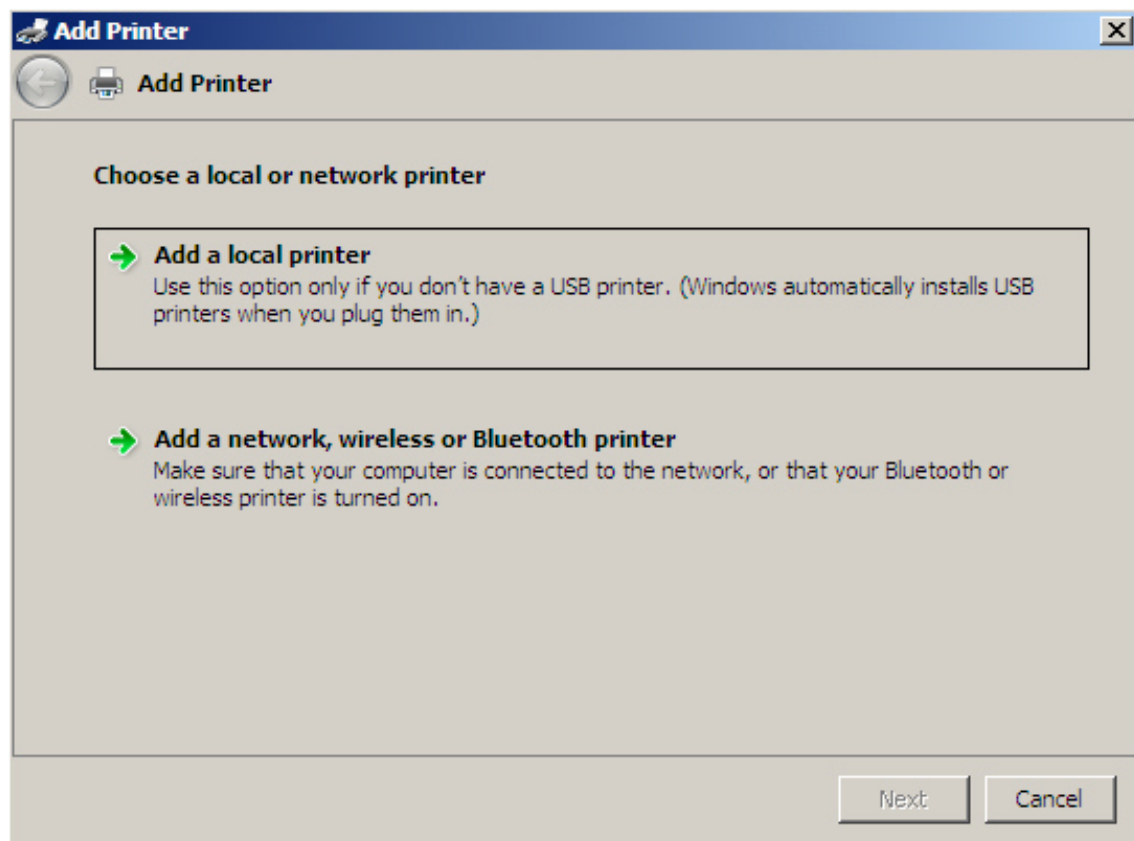 Add Printer
Add Printer
Choose a local or network printer
Add a local printer
Use this option only if you don't have a USB printer. (Windows automatically installs USB
printers when you plug them in.)
Add a network, wireless or Bluetooth printer
Make sure that your computer is connected to the network, or that your Bluetooth or
wireless printer is turned on.
Next
Cancel